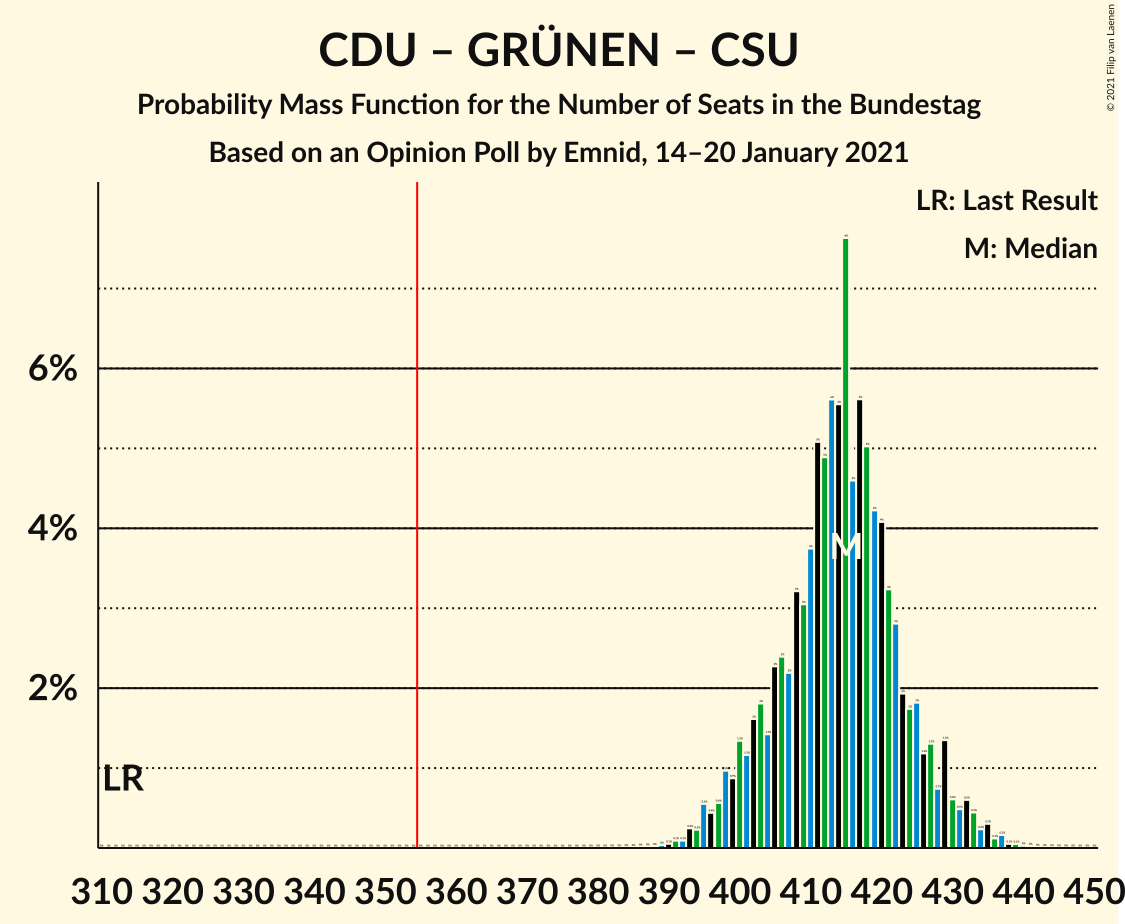 CDU – GRÜNEN – CSU
Probability Mass Function for the Number of Seats in the Bundestag
Based on an Opinion Poll by Emnid, 14–20 January 2021
© 2021 Filip van Laenen
LR: Last Result
M: Median
6%
4%
2%
LR
M
310 320 330 340 350 360 370 380 390 400 410 420 430 440 450